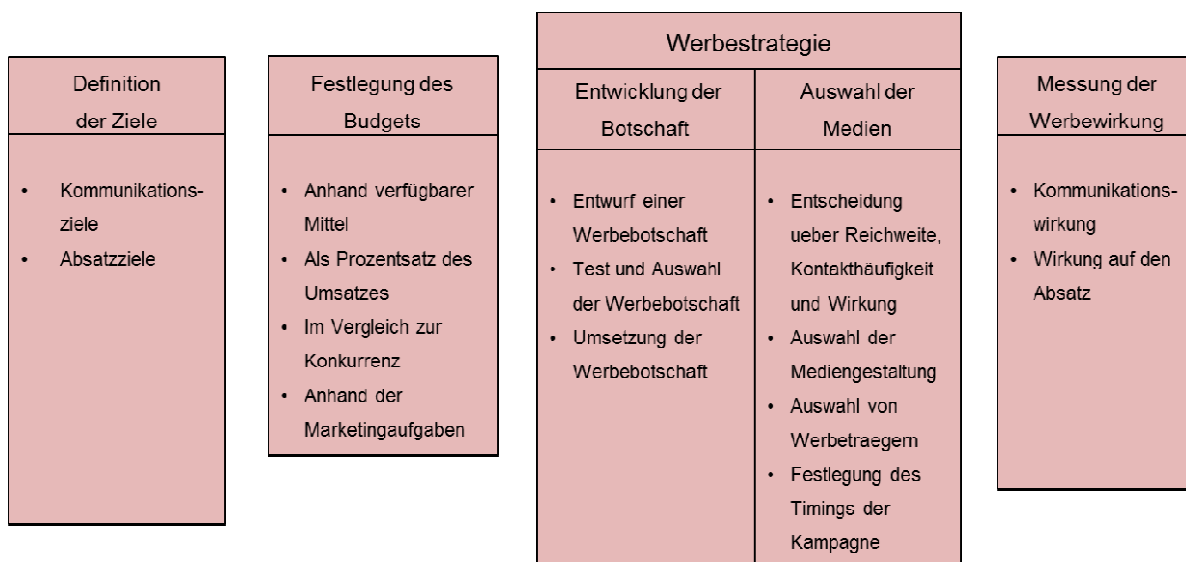 Definition
der Ziele
• Kommunikations-
ziele
• Absatzziele
Festlegung des
Budgets
• Anhand verfügbarer
Mittel
• Als Prozentsatz des
Umsatzes
• Im Vergleich zur
Konkurrenz
• Anhand der
Marketingaufgaben
Werbestrategie
Entwicklung der
Botschaft
• Entwurf einer
Werbebotschaft
• Test und Auswahl
der Werbebotschaft
• Umsetzung der
Werbebotschaft
Auswahl der
Medien
• Entscheidung
ueber Reichweite,
Kontakthäufigkeit
und Wirkung
• Auswahl der
Mediengestaltung
• Auswahl von
Werbetraegern
• Festlegung des
Timings der
Kampagne
Messung der
Werbewirkung
• Kommunikations-
wirkung
• Wirkung auf den
Absatz